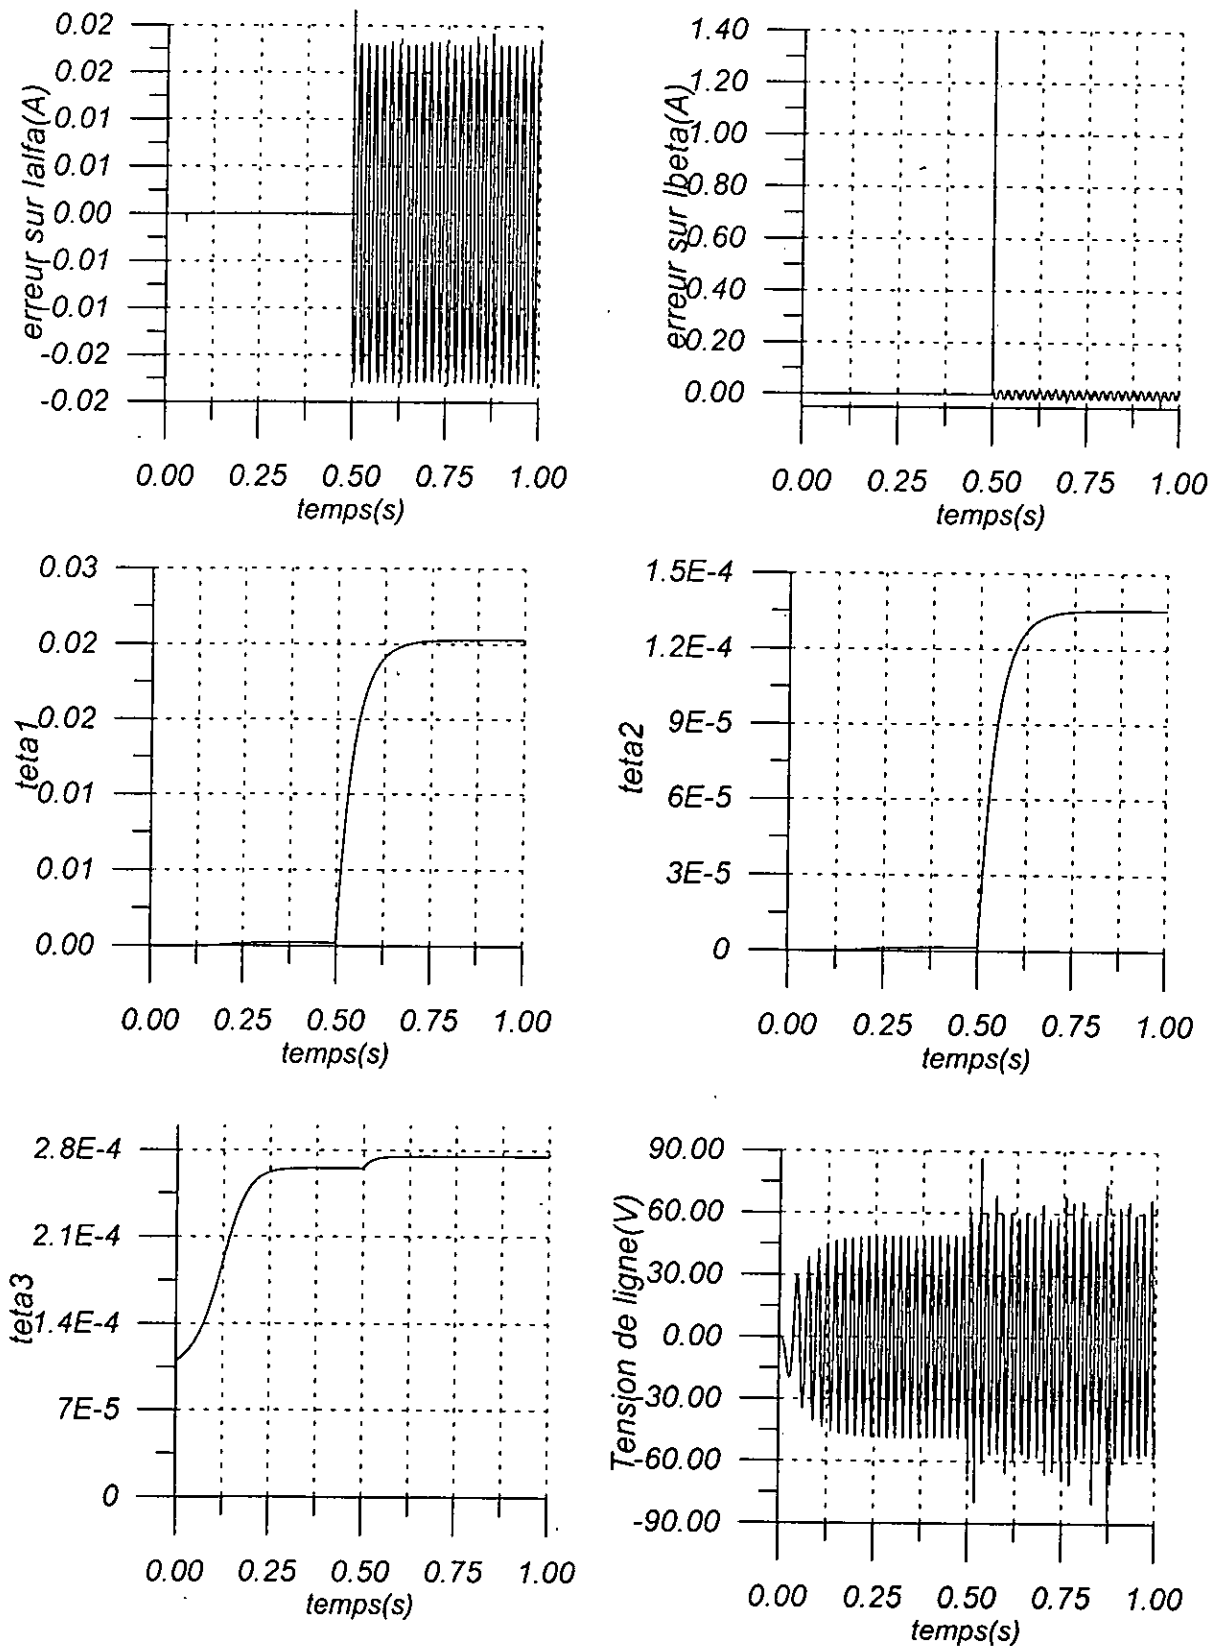 0.02
0.02
0.01
0.01
0.00
-0.01
-0.01
-0.02
-0.02
erreur sur Ialfa(A)
0.00 0.25 0.50 0.75 1.00
temps(s)
1.40
1.20
1.00
0.80
0.60
0.40
0.20
0.00
erreur sur Ibeta(A)
0.00 0.25 0.50 0.75 1.00
temps(s)
0.03
0.02
0.02
0.01
0.01
0.00
teta1
0.00 0.25 0.50 0.75 1.00
temps(s)
1.5E-4
1.2E-4
9E-5
6E-5
3E-5
0
teta2
0.00 0.25 0.50 0.75 1.00
temps(s)
2.8E-4
2.1E-4
1.4E-4
7E-5
0
teta3
0.00 0.25 0.50 0.75 1.00
temps(s)
90.00
60.00
30.00
0.00
-30.00
-60.00
-90.00
Tension de ligne(V)
0.00 0.25 0.50 0.75 1.00
temps(s)